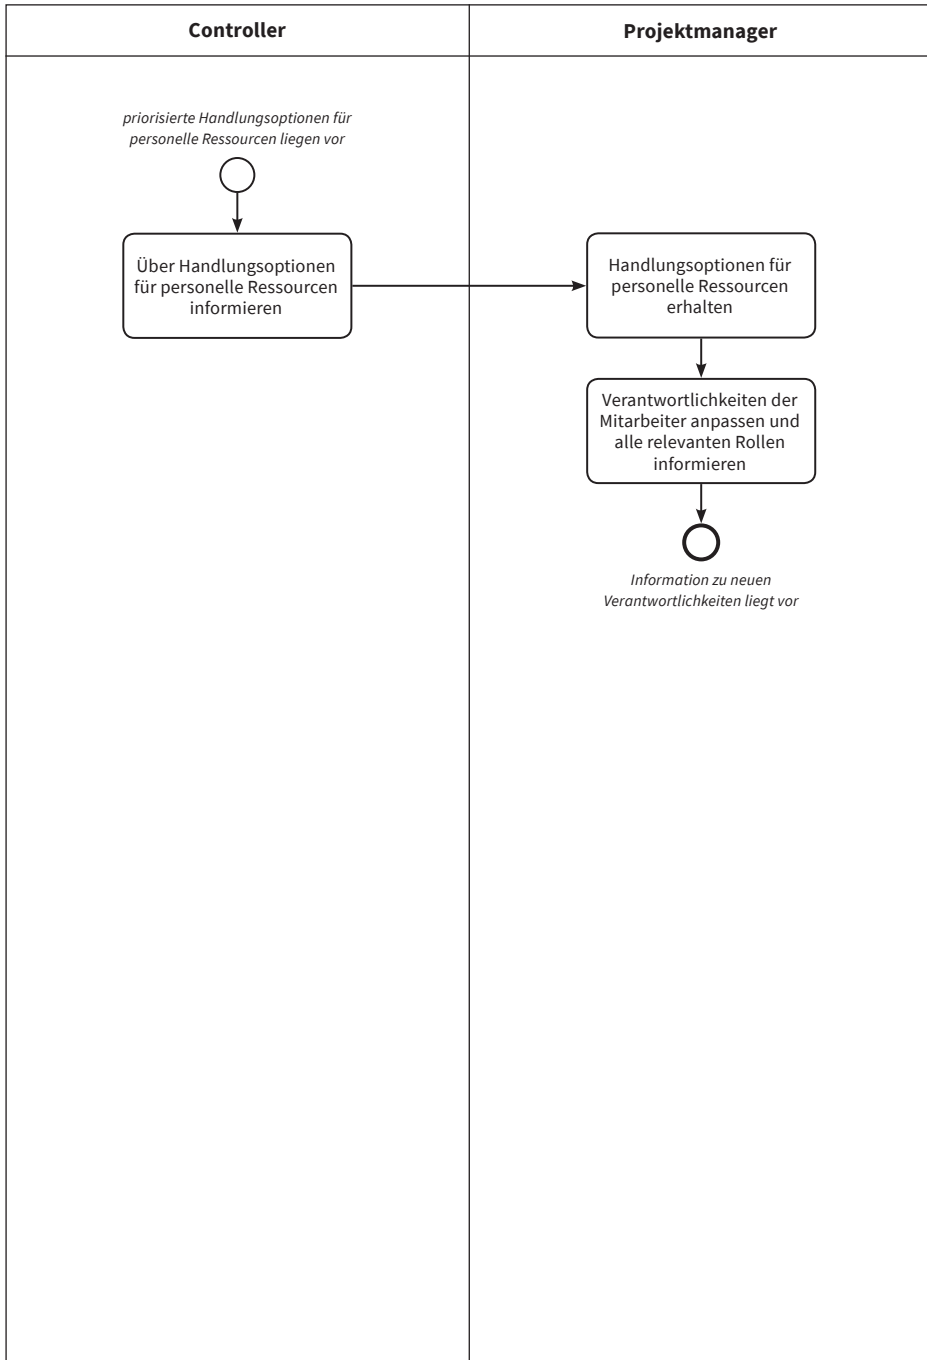 Controller
Projektmanager
priorisierte Handlungsoptionen für
personelle Ressourcen liegen vor
Über Handlungsoptionen
für personelle Ressourcen
informieren
Handlungsoptionen für
personelle Ressourcen
erhalten
Verantwortlichkeiten der
Mitarbeiter anpassen und
alle relevanten Rollen
informieren
Information zu neuen
Verantwortlichkeiten liegt vor